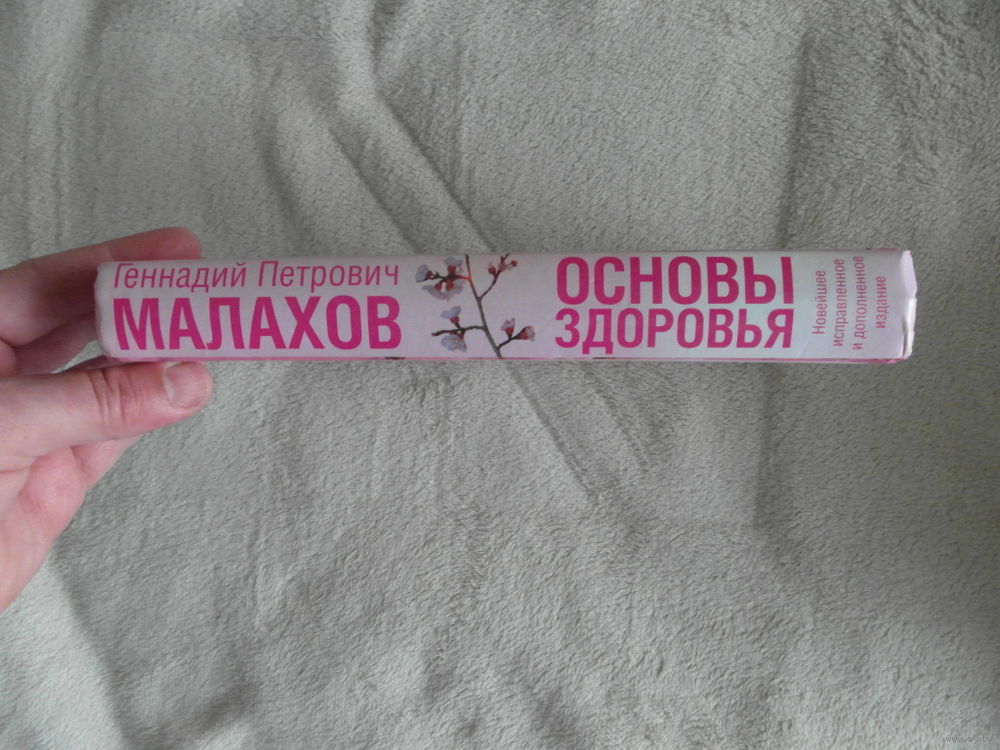 Геннадий Петрович
МАЛАХОВ
ОСНОВЫ
ЗДОРОВЬЯ
Новейшее
исправленное
и дополненное
издание